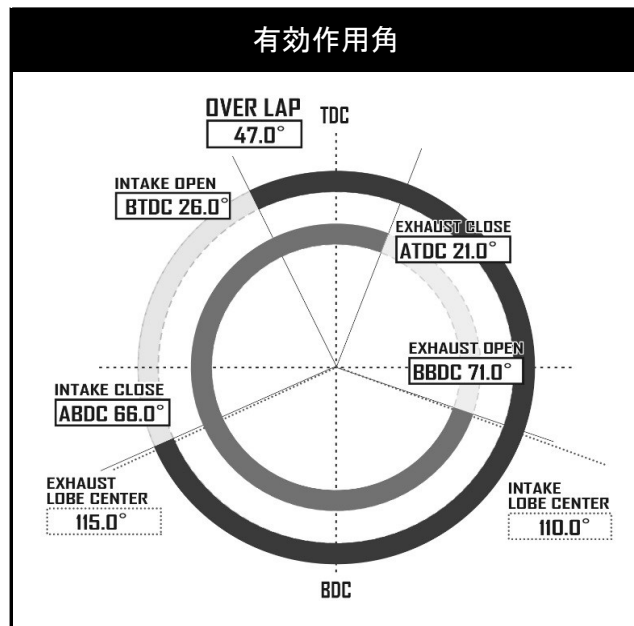 有効作用角
OVER LAP
47.0°
TDC
INTAKE OPEN
BTDC 26.0°
EXHAUST CLOSE
ATDC 21.0°
EXHAUST OPEN
BBDC 71.0°
INTAKE CLOSE
ABDC 66.0°
EXHAUST
LOBE CENTER
115.0°
INTAKE
LOBE CENTER
110.0°
BDC